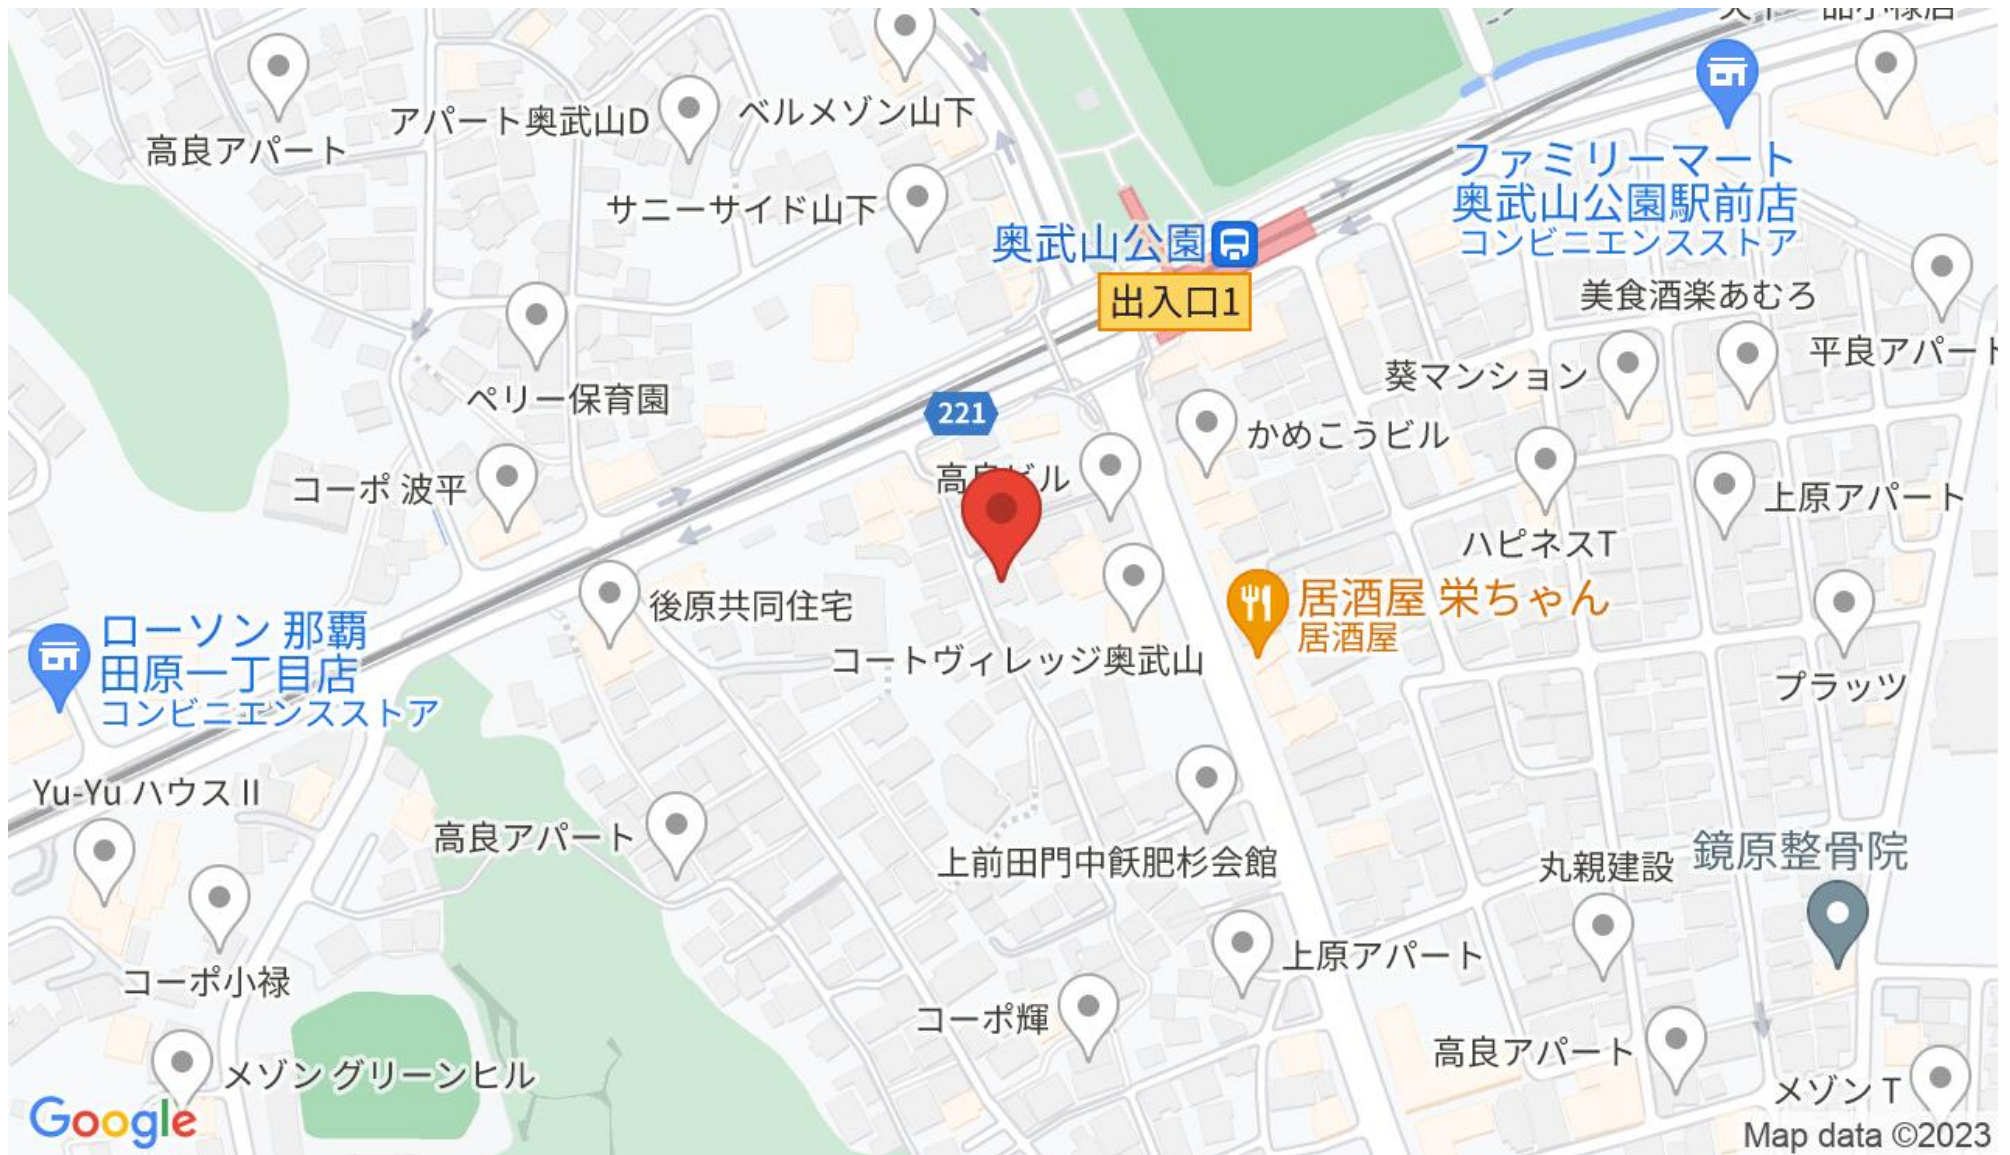 高良アパート
アパート奥武山D
ベルメゾン山下
サニーサイド山下
奥武山公園
出入口1
ファミリーマート
奥武山公園駅前店
コンビニエンスストア
美食酒楽あむろ
平良アパート
葵マンション
ペリー保育園
221
かめこうビル
コーポ 波平
上原アパート
ハピネスT
後原共同住宅
居酒屋 栄ちゃん
居酒屋
ローソン 那覇
田原一丁目店
コンビニエンスストア
コートヴィレッジ奥武山
プラッツ
Yu-Yu ハウス II
高良アパート
上前田門中飫肥杉会館
丸親建設
鏡原整骨院
コーポ小禄
上原アパート
コーポ輝
高良アパート
メゾン グリーンヒル
メゾン T
Google
Map data ©2023